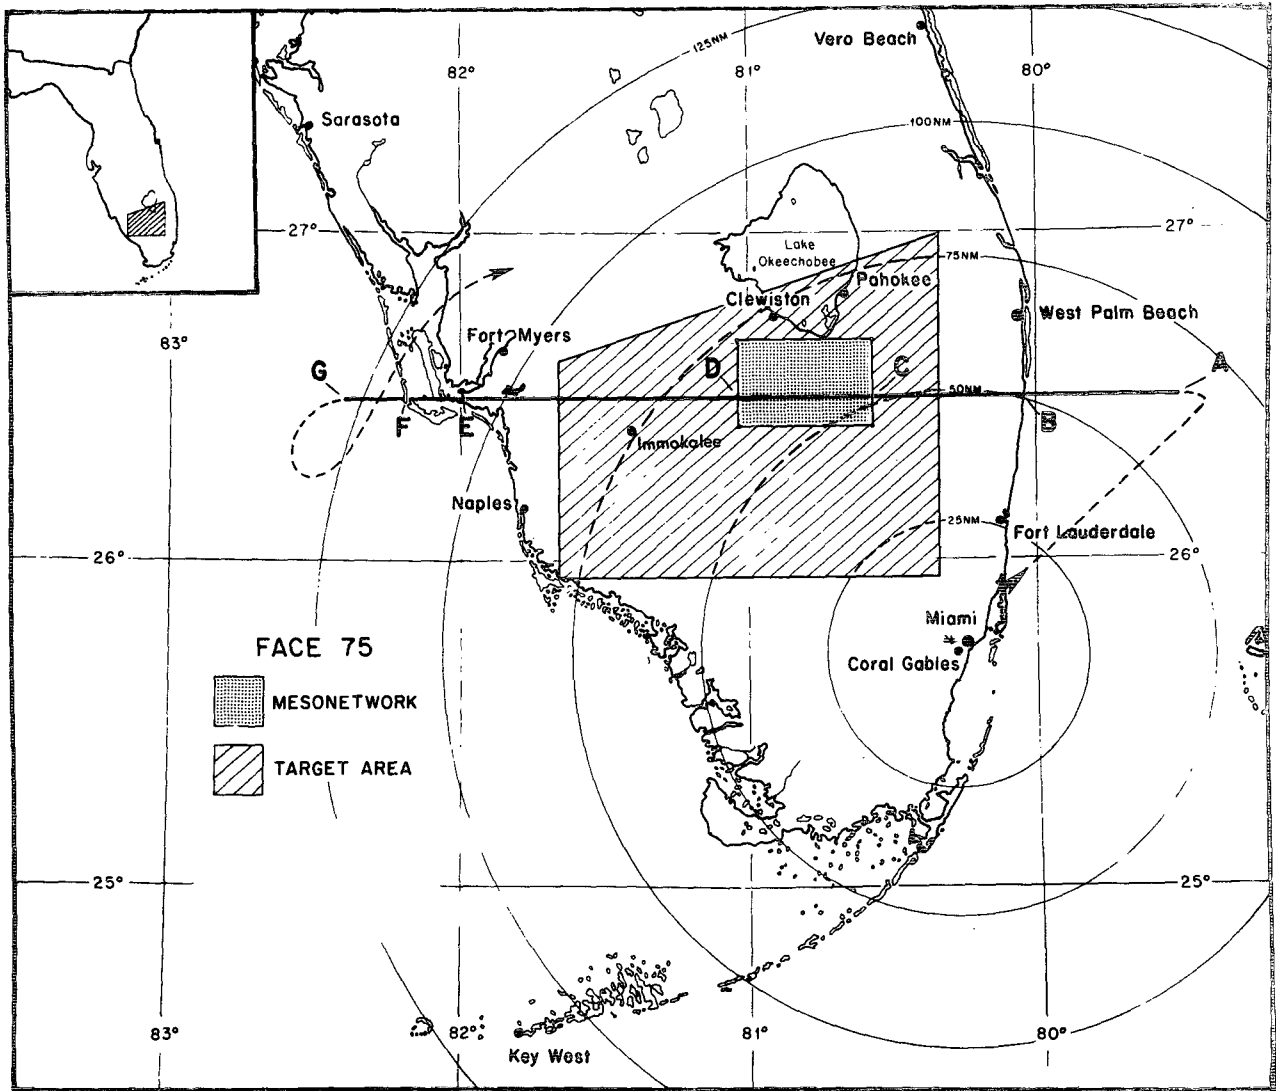 125NM
Vero Beach
82°
81°
80°
Sarasota
100NM
27°
27°
Lake
Okeechobee
75NM
Pahokee
Clewiston
West Palm Beach
83°
Fort Myers
G
D
C
A
50NM
F
E
B
Immokalee
Naples
25NM
Fort Lauderdale
26°
26°
Miami
*
Coral Gables
FACE 75
MESONETWORK
TARGET AREA
25°
25°
83°
82°
81°
80°
Key West